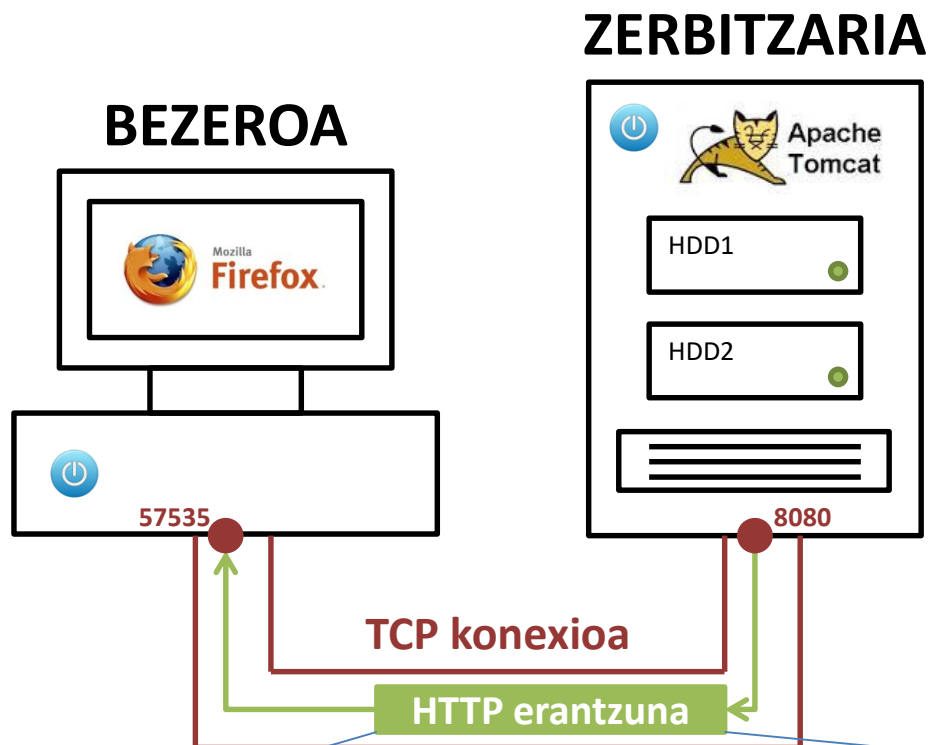 ZERBITZARIA
BEZEROA
Apache
Tomcat
Mozilla
Firefox
HDD1
HDD2
57535
8080
TCP konexioa
HTTP erantzuna